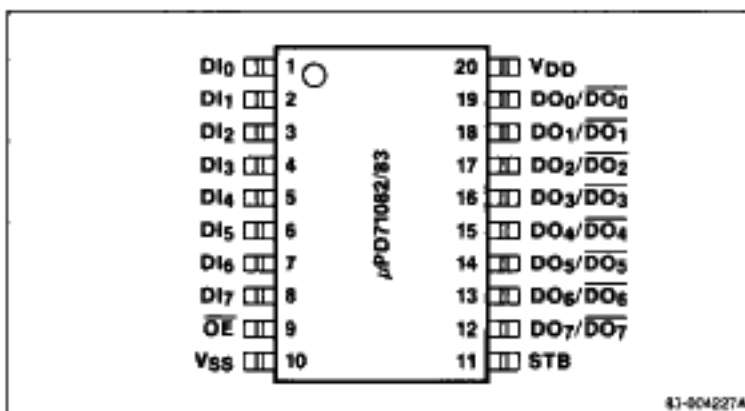 DI0 1 20 VDD
DI1 2 19 DO0/DO0
DI2 3 18 DO1/DO1
DI3 4 17 DO2/DO2
DI4 5 16 DO3/DO3
DI5 6 15 DO4/DO4
DI6 7 14 DO5/DO5
DI7 8 13 DO6/DO6
OE 9 12 DO7/DO7
VSS 10 11 STB
µPD71082/83
83-004227A